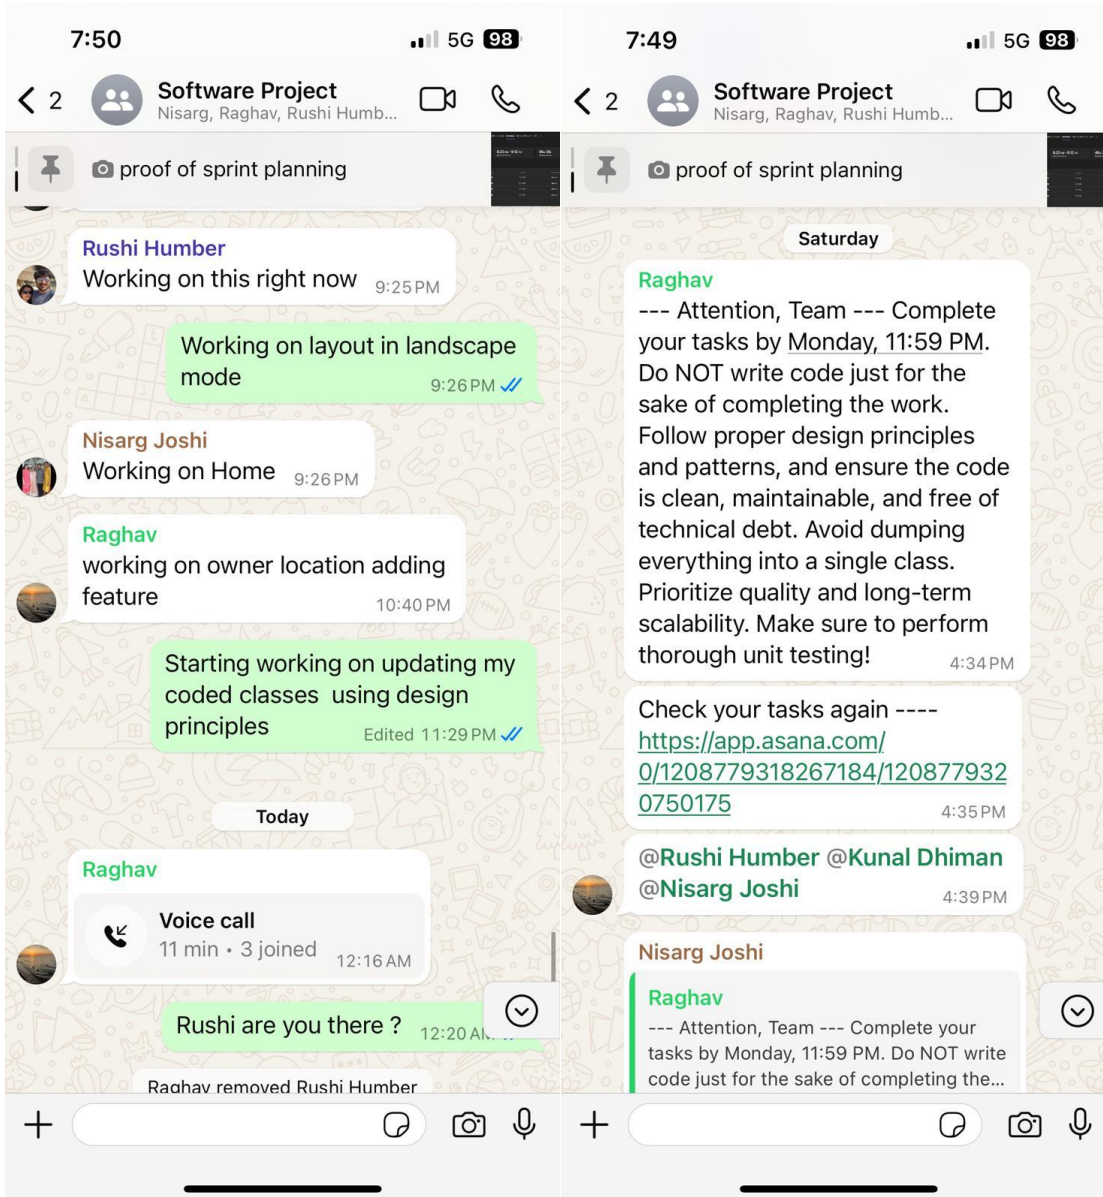 7:50
5G 98
2
Software Project
Nisarg, Raghav, Rushi Humb...
proof of sprint planning
Rushi Humber
Working on this right now
9:25 PM
Working on layout in landscape
mode
9:26 PM
Nisarg Joshi
Working on Home
9:26 PM
Raghav
working on owner location adding
feature
10:40 PM
Starting working on updating my
coded classes using design
principles
Edited 11:29 PM
Today
Raghav
Voice call
11 min • 3 joined
12:16 AM
Rushi are you there ?
12:20 AM
Raghav removed Rushi Humber
7:49
5G 98
2
Software Project
Nisarg, Raghav, Rushi Humb...
proof of sprint planning
Saturday
Raghav
--- Attention, Team --- Complete
your tasks by Monday, 11:59 PM.
Do NOT write code just for the
sake of completing the work.
Follow proper design principles
and patterns, and ensure the code
is clean, maintainable, and free of
technical debt. Avoid dumping
everything into a single class.
Prioritize quality and long-term
scalability. Make sure to perform
thorough unit testing!
4:34 PM
Check your tasks again ----
https://app.asana.com/
0/1208779318267184/120877932
0750175
4:35 PM
@Rushi Humber @Kunal Dhiman
@Nisarg Joshi
4:39 PM
Nisarg Joshi
Raghav
--- Attention, Team --- Complete your
tasks by Monday, 11:59 PM. Do NOT write
code just for the sake of completing the...